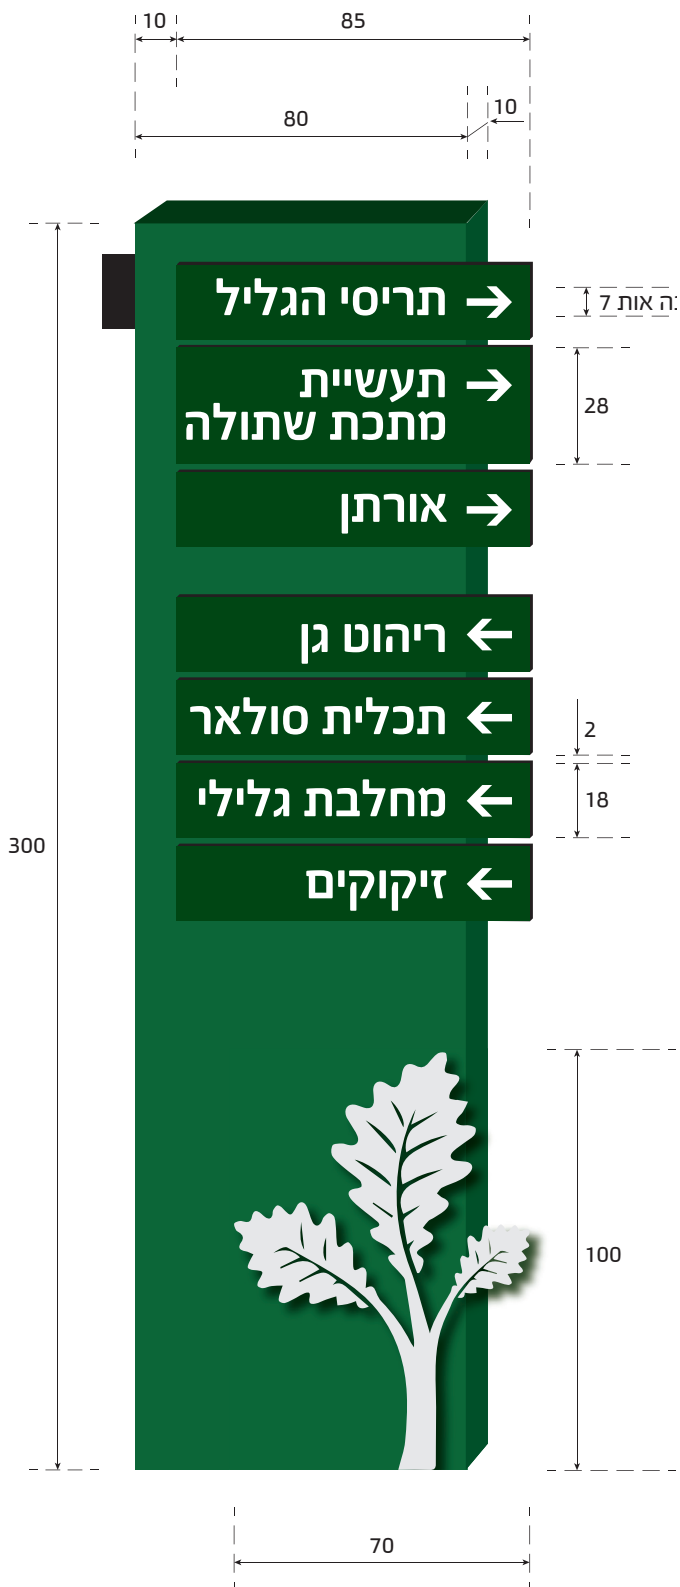 10
85
80
10
תריסי הגליל
אות 7
תעשיית
מתכת שתולה
28
אורתן
ריהוט גן
תכלית סולאר
2
מחלבת גלילי
18
300
זיקוקים
100
70